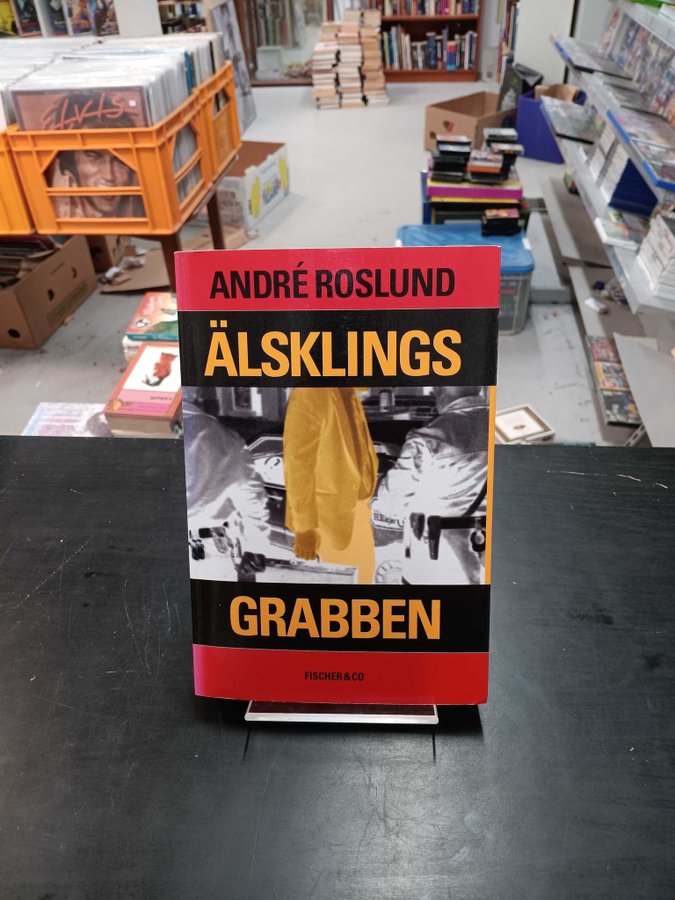 ELVIS
ANDRÉ ROSLUND
ÄLSKLINGS
GRABBEN
FISCHER & CO